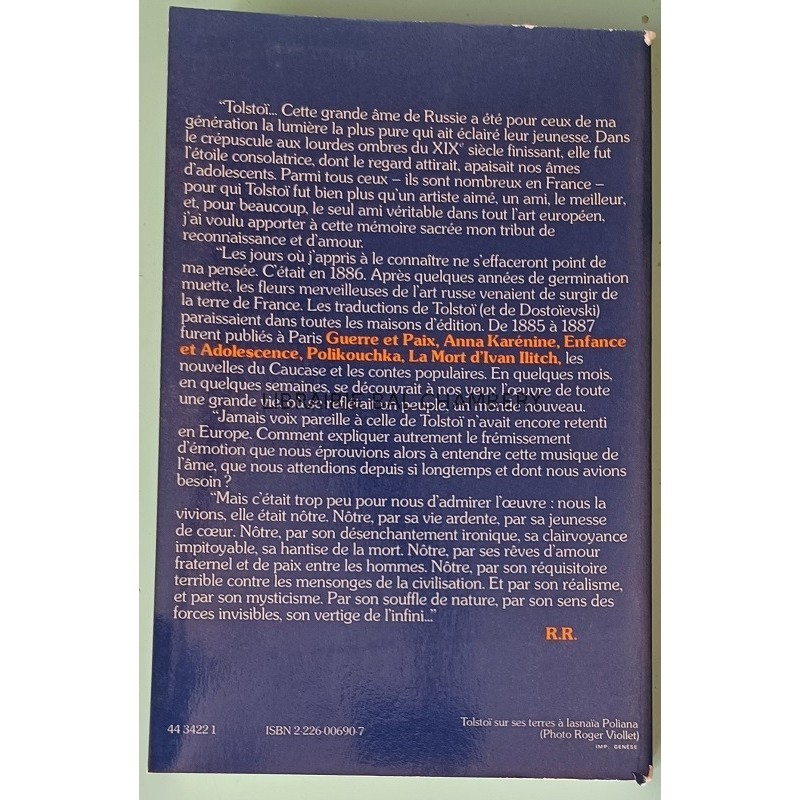 “Tolstoï... Cette grande âme de Russie a été pour ceux de ma
génération la lumière la plus pure qui ait éclairé leur jeunesse. Dans
le crépuscule aux lourdes ombres du XIXe siècle finissant, elle fut
l'étoile consolatrice, dont le regard attirait, apaisait nos âmes
d'adolescents. Parmi tous ceux – ils sont nombreux en France –
pour qui Tolstoï fut bien plus qu'un artiste aimé, un ami, le meilleur,
et, pour beaucoup, le seul ami véritable dans tout l'art européen,
j'ai voulu apporter à cette mémoire sacrée mon tribut de
reconnaissance et d'amour.
“Les jours où j'appris à le connaître ne s'effaceront point de
ma pensée. C'était en 1886. Après quelques années de germination
muette, les fleurs merveilleuses de l'art russe venaient de surgir de
la terre de France. Les traductions de Tolstoï (et de Dostoïevski)
paraissaient dans toutes les maisons d'édition. De 1885 à 1887
furent publiés à Paris Guerre et Paix, Anna Karénine, Enfance
et Adolescence, Polikouchka, La Mort d'Ivan Ilitch, les
nouvelles du Caucase et les contes populaires. En quelques mois,
en quelques semaines, se découvrait à nos yeux l'œuvre de toute
une grande vie où se reflétait un peuple, un monde nouveau.
LIBRAIRIE BAL CHAMBERY
“Jamais voix pareille à celle de Tolstoï n'avait encore retenti
en Europe. Comment expliquer autrement le frémissement
d'émotion que nous éprouvions alors à entendre cette musique de
l'âme, que nous attendions depuis si longtemps et dont nous avions
besoin ?
“Mais c'était trop peu pour nous d'admirer l'œuvre : nous la
vivions, elle était nôtre. Nôtre, par sa vie ardente, par sa jeunesse
de cœur. Nôtre, par son désenchantement ironique, sa clairvoyance
impitoyable, sa hantise de la mort. Nôtre, par ses rêves d'amour
fraternel et de paix entre les hommes. Nôtre, par son réquisitoire
terrible contre les mensonges de la civilisation. Et par son réalisme,
et par son mysticisme. Par son souffle de nature, par son sens des
forces invisibles, son vertige de l'infini...”
R.R.
44 3422 1
ISBN 2-226-00690-7
Tolstoï sur ses terres à Iasnaïa Poliana
(Photo Roger Viollet)
IMP. GENÈSE